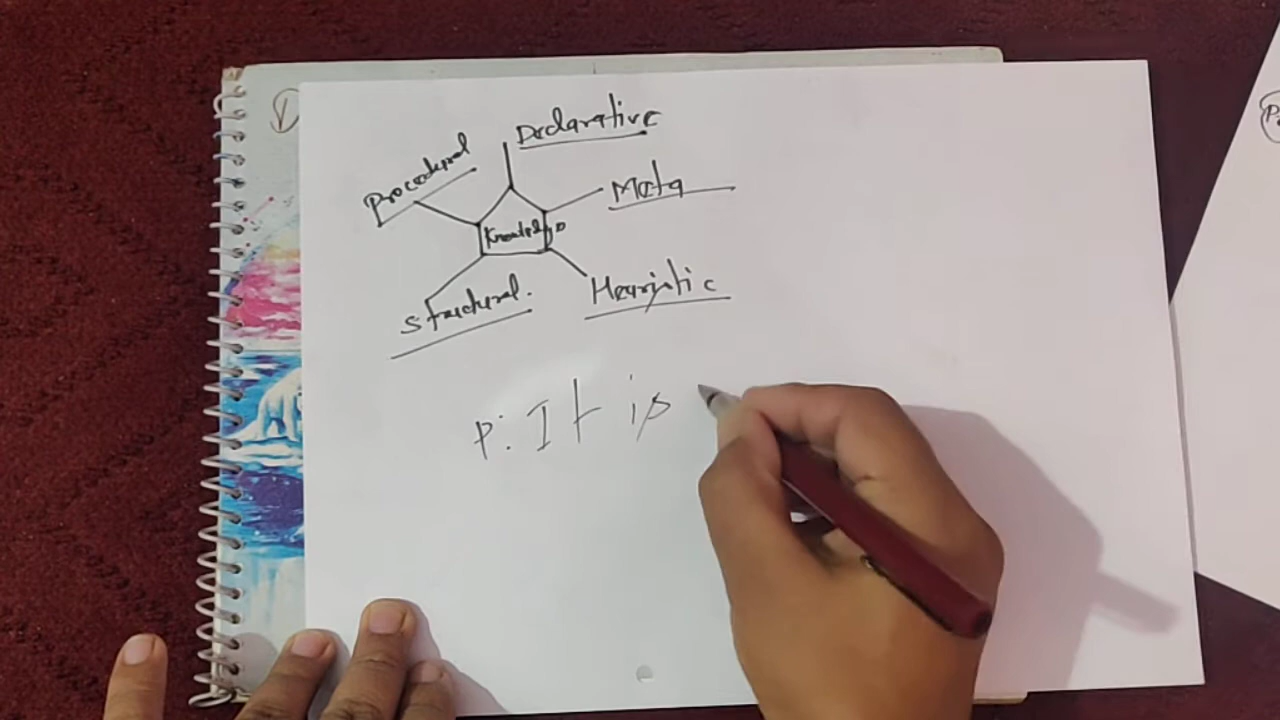 Declarative
Procedural
Meta
Knowledge
Heuristic
structural.
P: It is